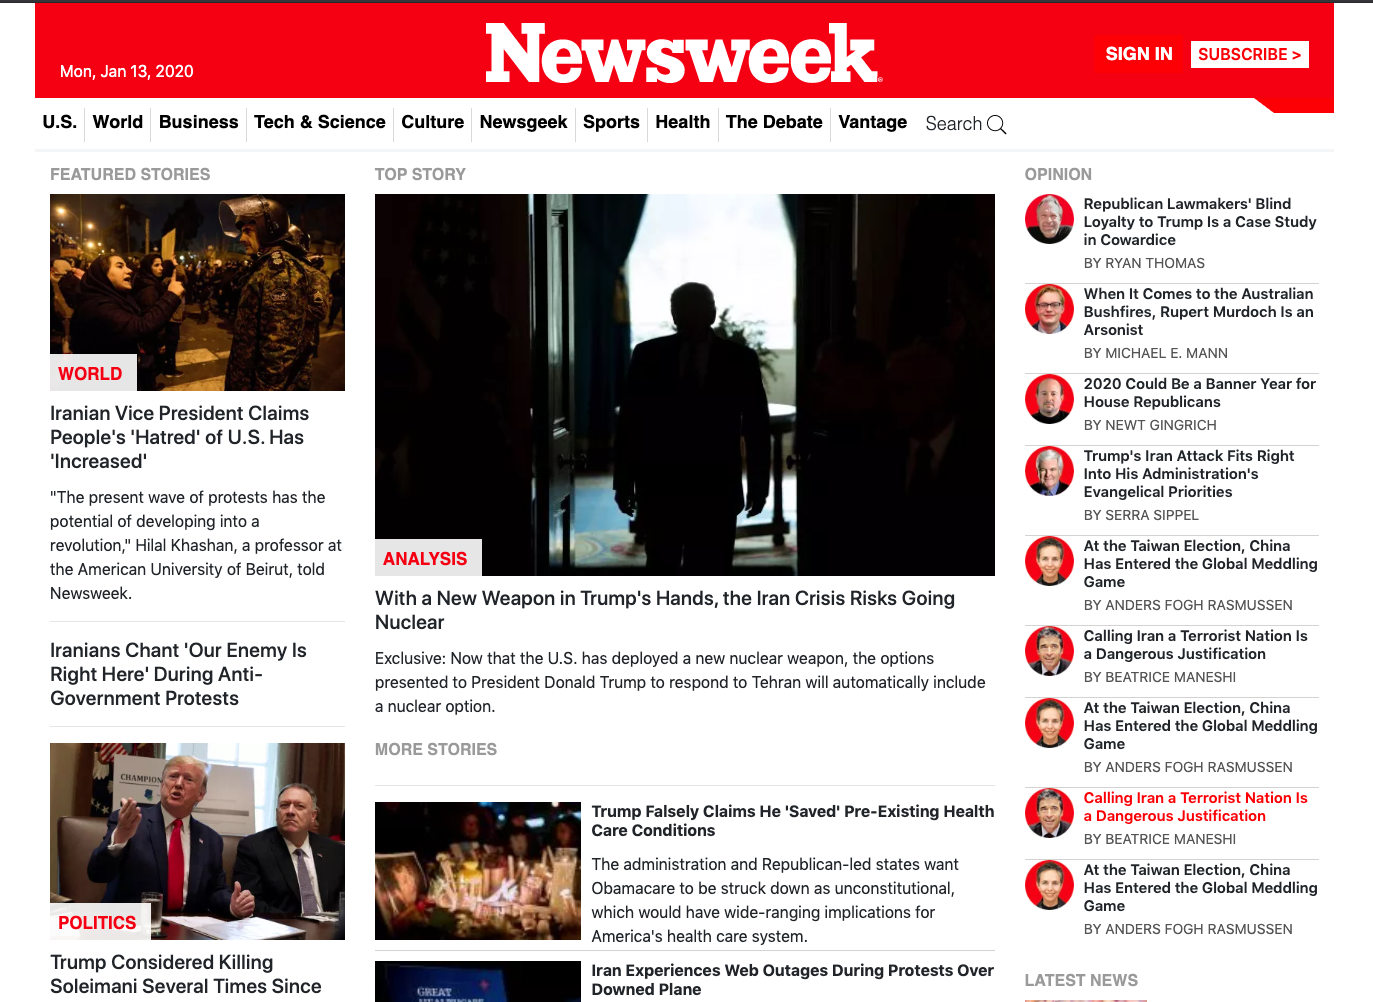 Newsweek
Mon, Jan 13, 2020
SIGN IN
SUBSCRIBE >
U.S.
World
Business
Tech & Science
Culture
Newsgeek
Sports
Health
The Debate
Vantage
Search
FEATURED STORIES
WORLD
Iranian Vice President Claims
People's 'Hatred' of U.S. Has
'Increased'
"The present wave of protests has the
potential of developing into a
revolution," Hilal Khashan, a professor at
the American University of Beirut, told
Newsweek.
Iranians Chant 'Our Enemy Is
Right Here' During Anti-
Government Protests
CHAMPION
POLITICS
Trump Considered Killing
Soleimani Several Times Since
TOP STORY
ANALYSIS
With a New Weapon in Trump's Hands, the Iran Crisis Risks Going
Nuclear
Exclusive: Now that the U.S. has deployed a new nuclear weapon, the options
presented to President Donald Trump to respond to Tehran will automatically include
a nuclear option.
MORE STORIES
Trump Falsely Claims He 'Saved' Pre-Existing Health
Care Conditions
The administration and Republican-led states want
Obamacare to be struck down as unconstitutional,
which would have wide-ranging implications for
America's health care system.
GREAT
HEALTHCARE
Iran Experiences Web Outages During Protests Over
Downed Plane
OPINION
Republican Lawmakers' Blind
Loyalty to Trump Is a Case Study
in Cowardice
BY RYAN THOMAS
When It Comes to the Australian
Bushfires, Rupert Murdoch Is an
Arsonist
BY MICHAEL E. MANN
2020 Could Be a Banner Year for
House Republicans
BY NEWT GINGRICH
Trump's Iran Attack Fits Right
Into His Administration's
Evangelical Priorities
BY SERRA SIPPEL
At the Taiwan Election, China
Has Entered the Global Meddling
Game
BY ANDERS FOGH RASMUSSEN
Calling Iran a Terrorist Nation Is
a Dangerous Justification
BY BEATRICE MANESHI
At the Taiwan Election, China
Has Entered the Global Meddling
Game
BY ANDERS FOGH RASMUSSEN
Calling Iran a Terrorist Nation Is
a Dangerous Justification
BY BEATRICE MANESHI
At the Taiwan Election, China
Has Entered the Global Meddling
Game
BY ANDERS FOGH RASMUSSEN
LATEST NEWS